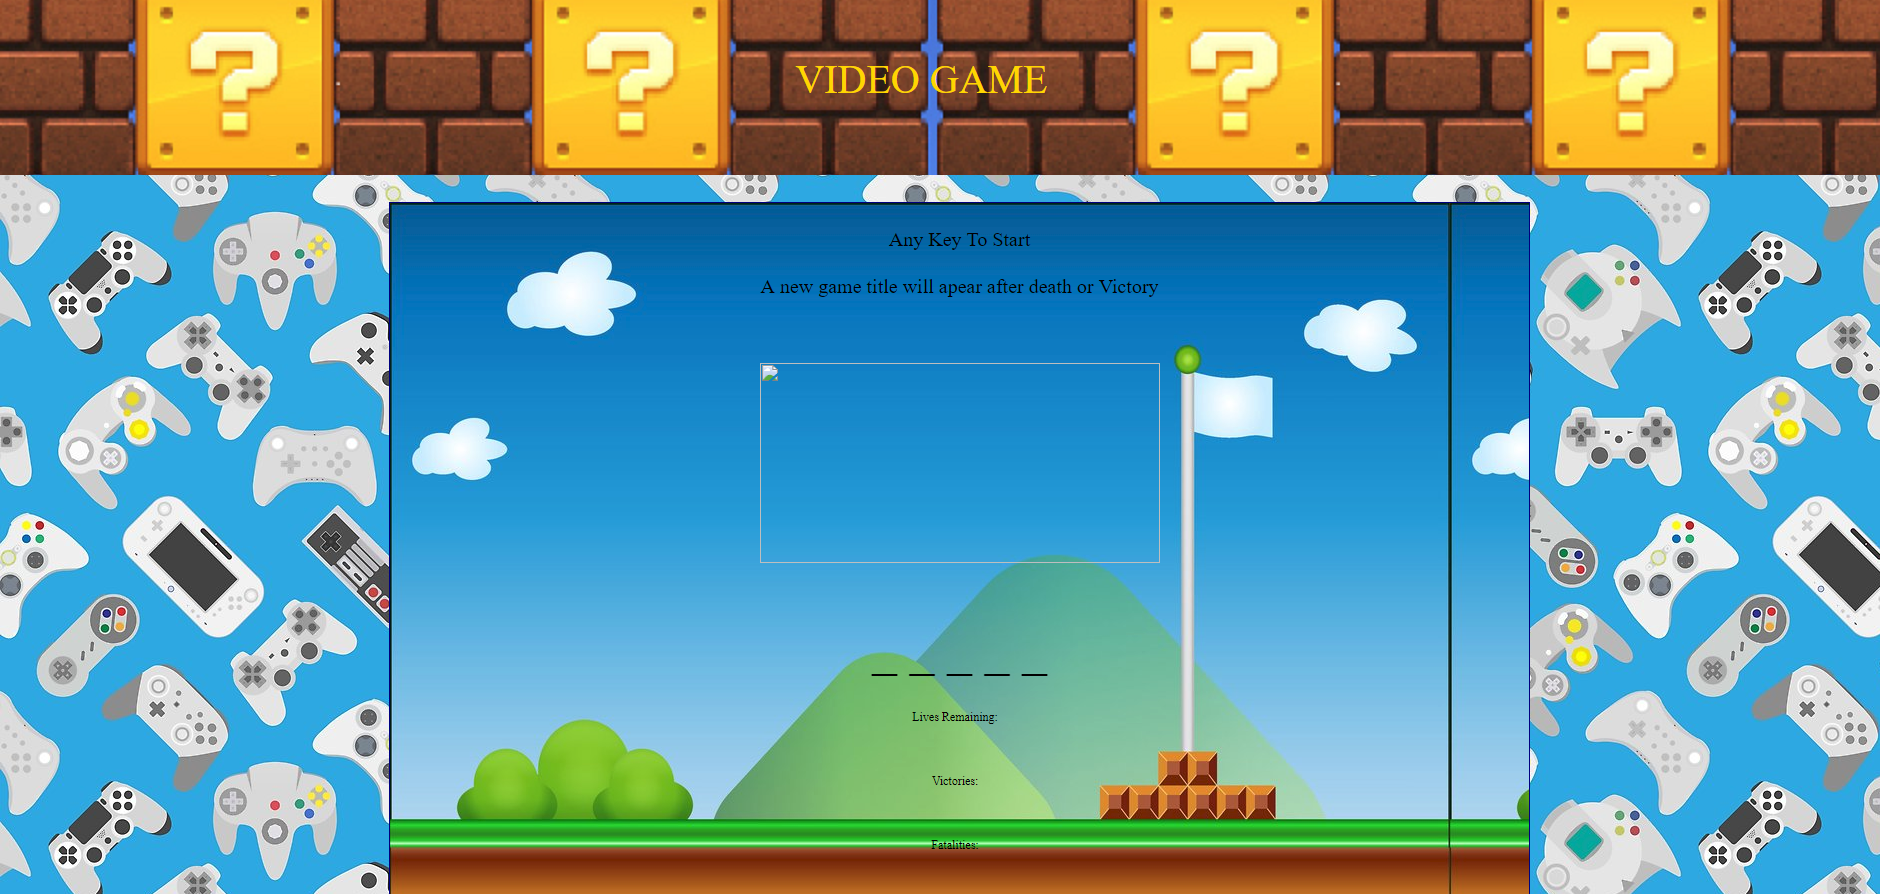 ? ? ? ?
VIDEO GAME
Any Key To Start
A new game title will apear after death or Victory
_ _ _ _ _
Lives Remaining:
Victories:
Fatalities: